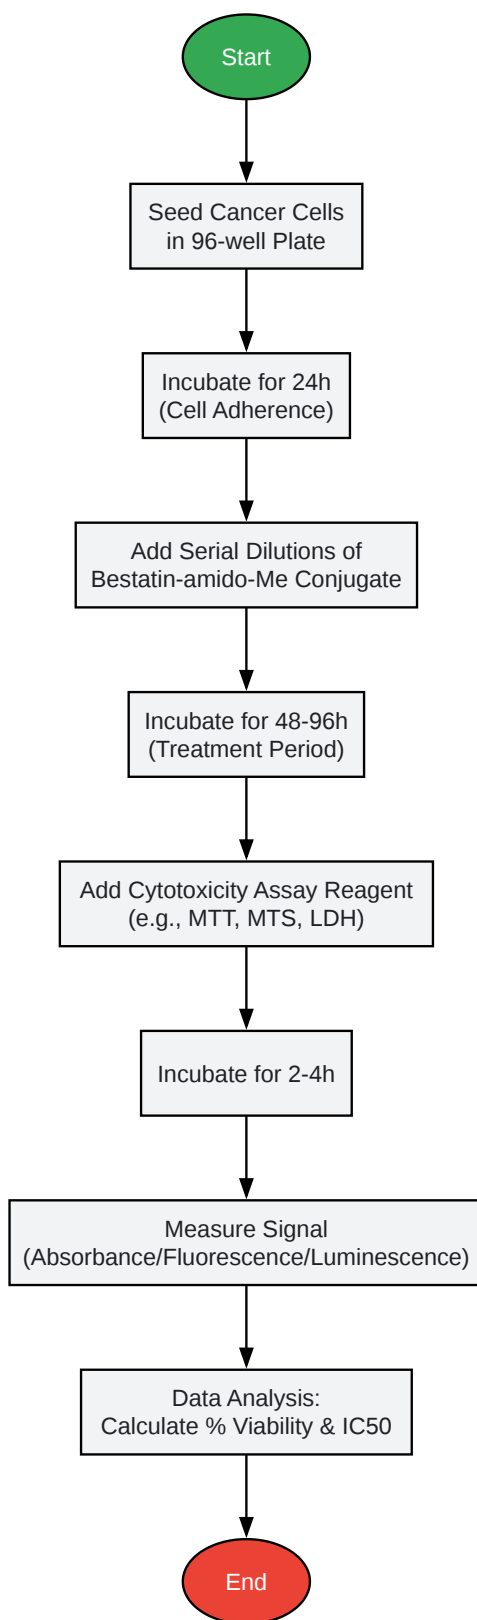 Start
Seed Cancer Cells
in 96-well Plate
Incubate for 24h
(Cell Adherence)
Add Serial Dilutions of
Bestatin-amido-Me Conjugate
Incubate for 48-96h
(Treatment Period)
Add Cytotoxicity Assay Reagent
(e.g., MTT, MTS, LDH)
Incubate for 2-4h
Measure Signal
(Absorbance/Fluorescence/Luminescence)
Data Analysis:
Calculate % Viability & IC50
End